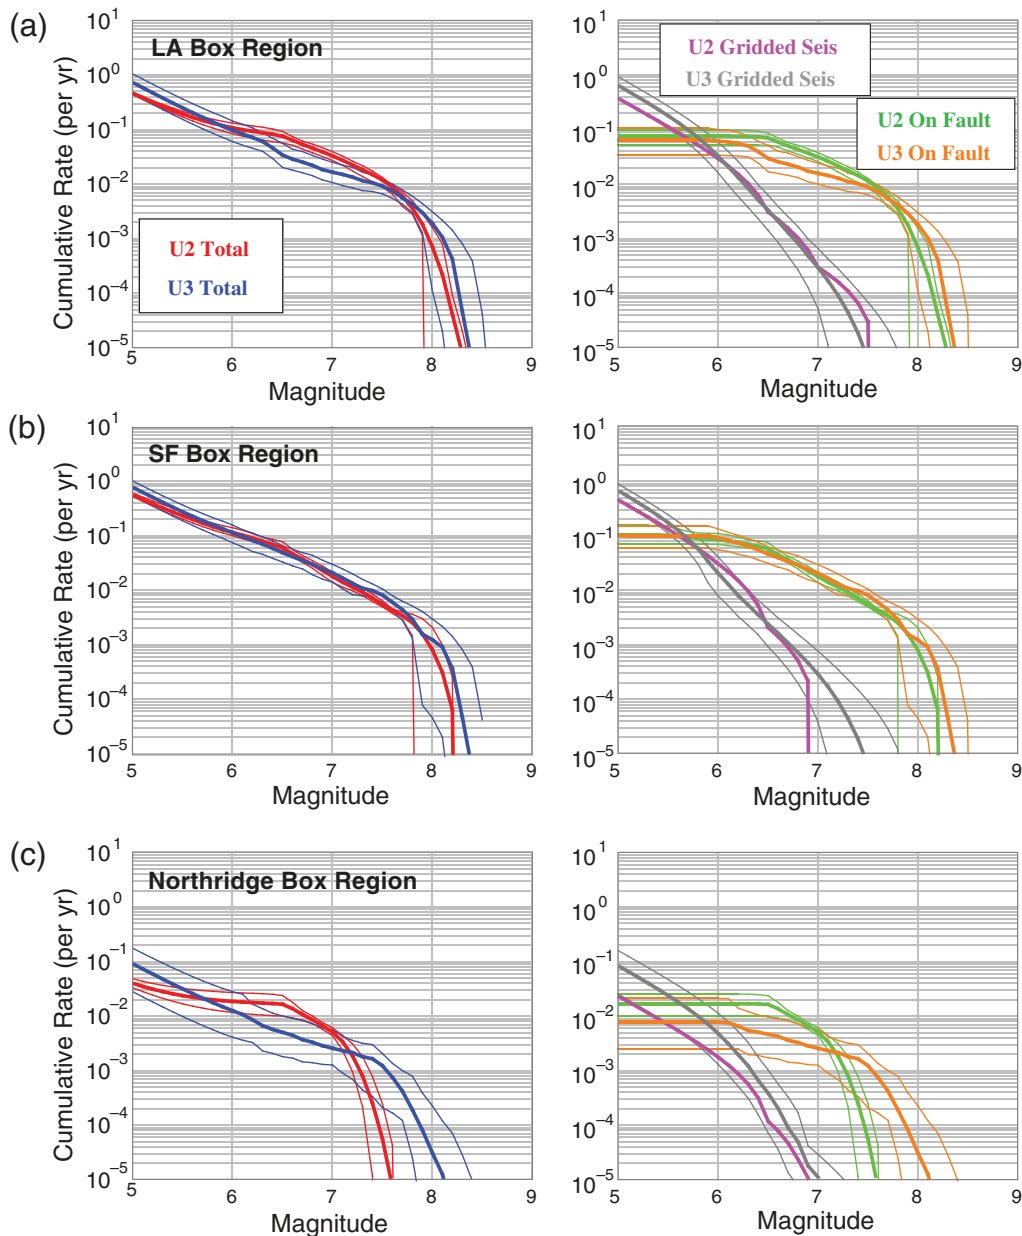 (a)
LA Box Region
Cumulative Rate (per yr)
10^1
10^0
10^−1
10^−2
10^−3
10^−4
10^−5
U2 Total
U3 Total
5 6 7 8 9
Magnitude
U2 Gridded Seis
U3 Gridded Seis
U2 On Fault
U3 On Fault
10^1
10^0
10^−1
10^−2
10^−3
10^−4
10^−5
5 6 7 8 9
Magnitude
(b)
SF Box Region
Cumulative Rate (per yr)
10^1
10^0
10^−1
10^−2
10^−3
10^−4
10^−5
5 6 7 8 9
Magnitude
10^1
10^0
10^−1
10^−2
10^−3
10^−4
10^−5
5 6 7 8 9
Magnitude
(c)
Northridge Box Region
Cumulative Rate (per yr)
10^1
10^0
10^−1
10^−2
10^−3
10^−4
10^−5
5 6 7 8 9
Magnitude
10^1
10^0
10^−1
10^−2
10^−3
10^−4
10^−5
5 6 7 8 9
Magnitude